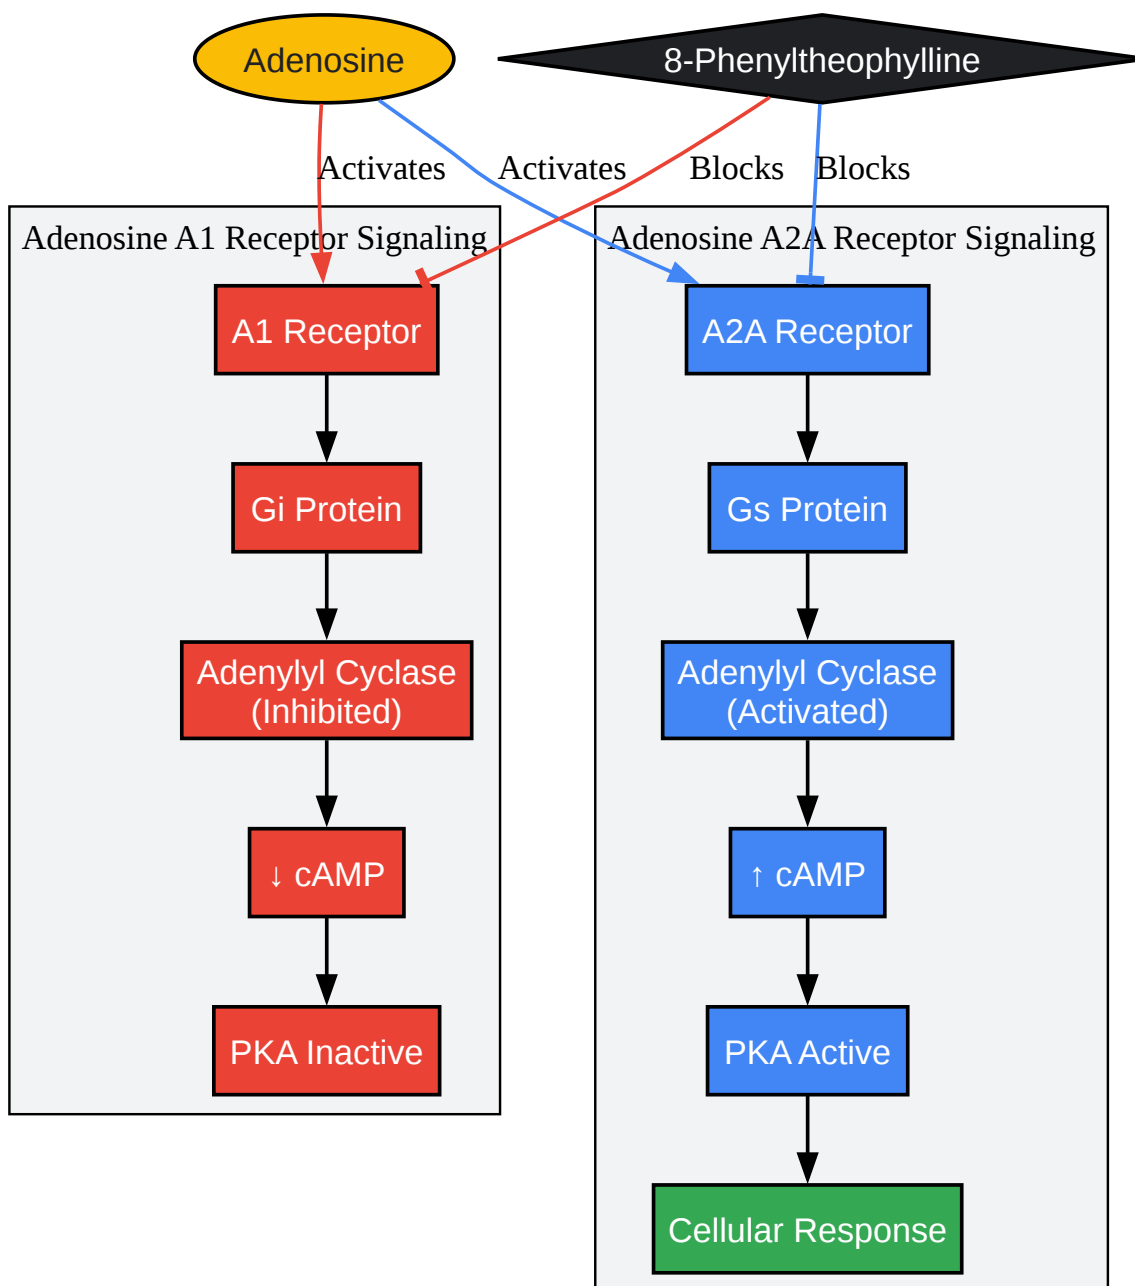 Adenosine
8-Phenyltheophylline
Activates
Activates
Blocks
Blocks
Adenosine A1 Receptor Signaling
A1 Receptor
Gi Protein
Adenylyl Cyclase
(Inhibited)
↓ cAMP
PKA Inactive
Adenosine A2A Receptor Signaling
A2A Receptor
Gs Protein
Adenylyl Cyclase
(Activated)
↑ cAMP
PKA Active
Cellular Response